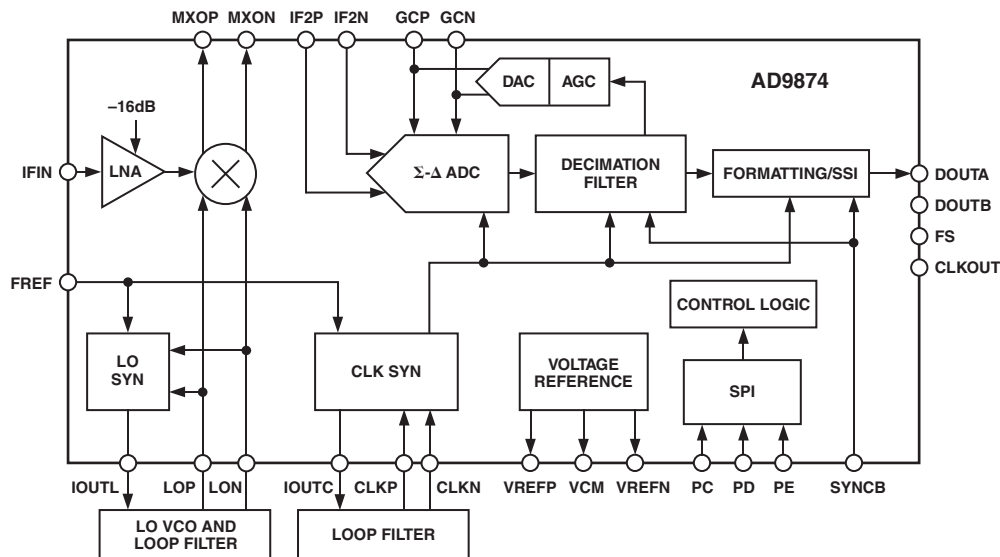 MXOP MXON IF2P IF2N GCP GCN
DAC AGC
AD9874
–16dB
IFIN
LNA
Σ-Δ ADC
DECIMATION
FILTER
FORMATTING/SSI
DOUTA
DOUTB
FS
CLKOUT
FREF
CONTROL LOGIC
LO
SYN
CLK SYN
VOLTAGE
REFERENCE
SPI
IOUTL LOP LON IOUTC CLKP CLKN VREFP VCM VREFN PC PD PE SYNCB
LO VCO AND
LOOP FILTER
LOOP FILTER